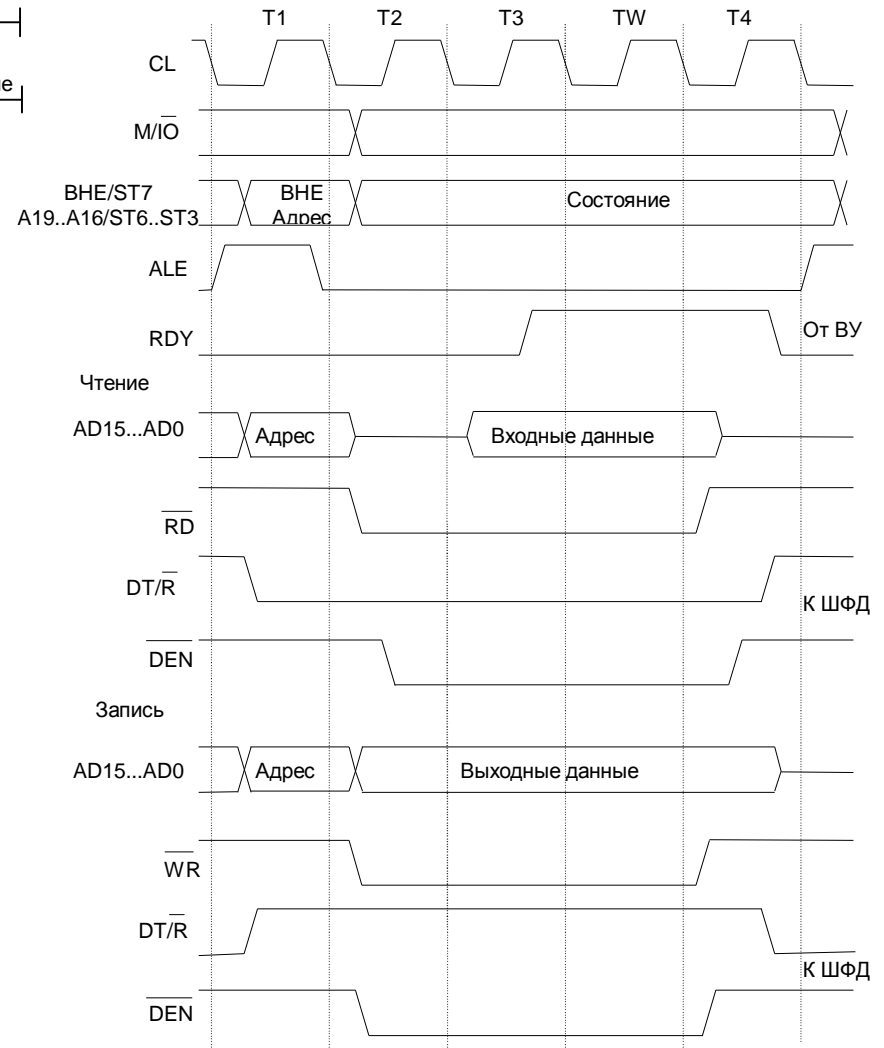 T1 T2 T3 TW T4
CL
M/IO
BHE/ST7
A19..A16/ST6..ST3
BHE
Адрес
Состояние
ALE
RDY
От ВУ
Чтение
AD15...AD0
Адрес
Входные данные
RD
DT/R
К ШФД
DEN
Запись
AD15...AD0
Адрес
Выходные данные
WR
DT/R
К ШФД
DEN